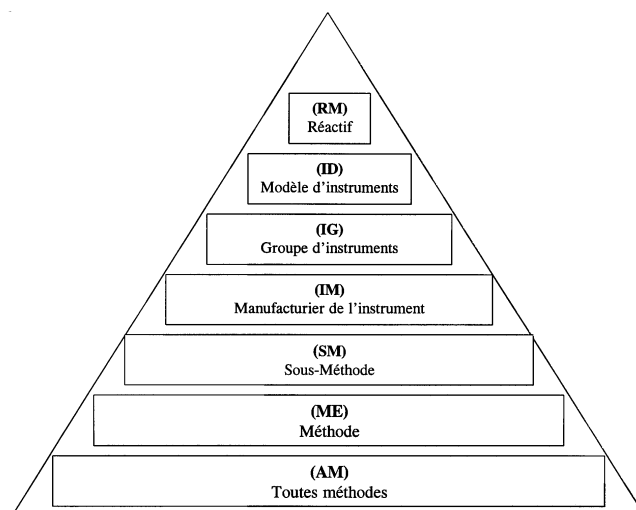 (RM)
Réactif
(ID)
Modèle d'instruments
(IG)
Groupe d'instruments
(IM)
Manufacturier de l'instrument
(SM)
Sous-Méthode
(ME)
Méthode
(AM)
Toutes méthodes